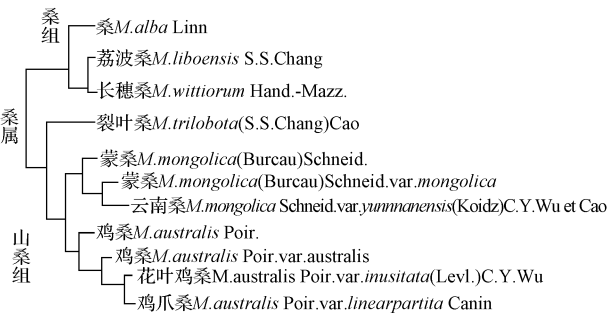 桑组
桑M.alba Linn
荔波桑M.liboensis S.S.Chang
长穗桑M.wittiorum Hand.-Mazz.
桑属
裂叶桑M.trilobota(S.S.Chang)Cao
蒙桑M.mongolica(Burcau)Schneid.
蒙桑M.mongolica(Burcau)Schneid.var.mongolica
云南桑M.mongolica Schneid.var.yunnnanensis(Koidz)C.Y.Wu et Cao
山桑组
鸡桑M.australis Poir.
鸡桑M.australis Poir.var.australis
花叶鸡桑M.australis Poir.var.inusitata(Levl.)C.Y.Wu
鸡爪桑M.australis Poir.var.linearpartita Canin